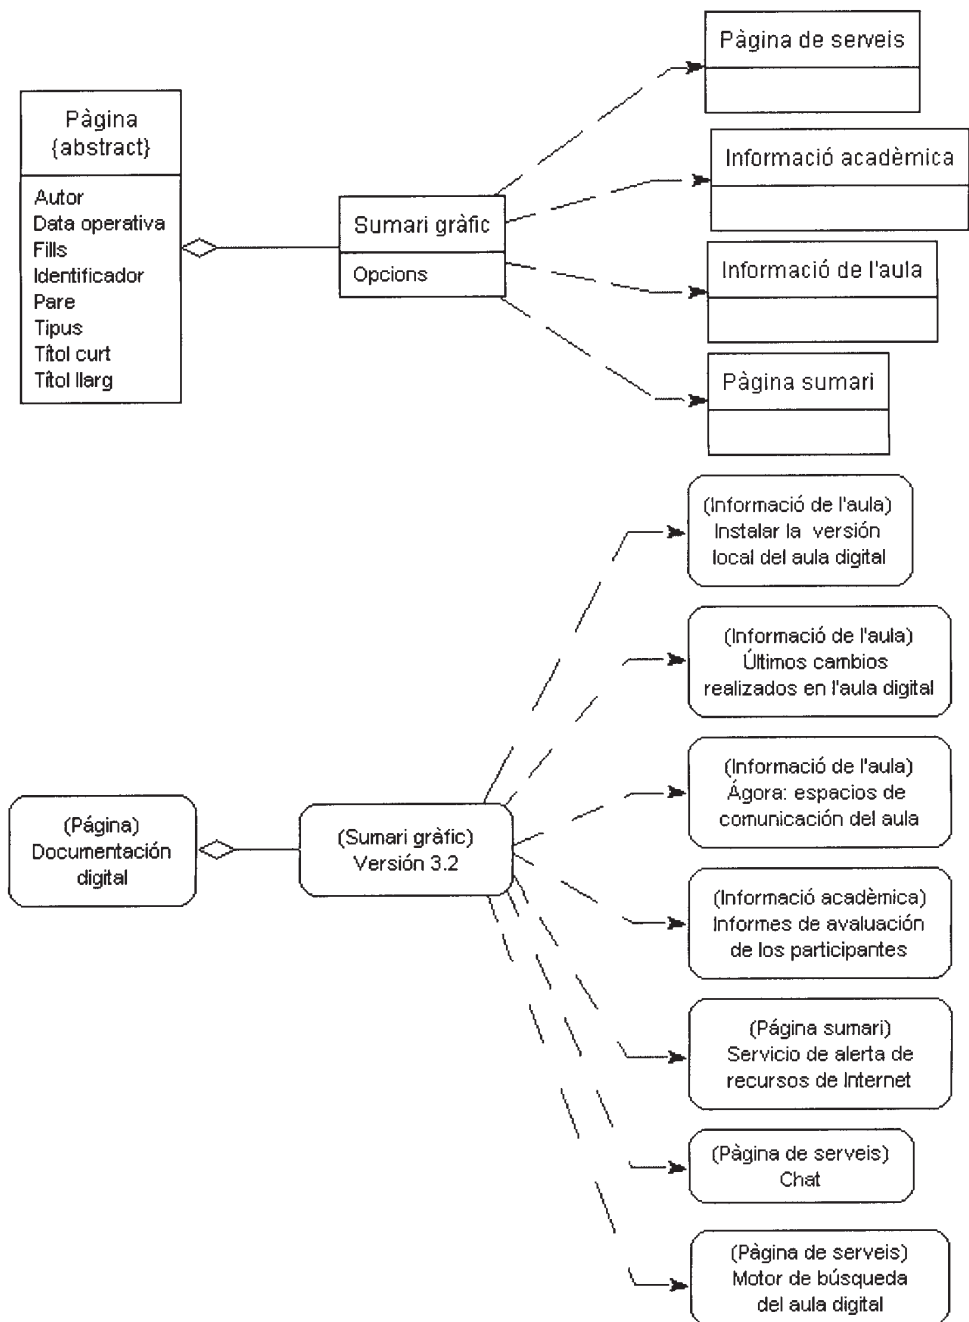 Pàgina de serveis
Pàgina
{abstract}
Autor
Data operativa
Fills
Identificador
Pare
Tipus
Títol curt
Títol llarg
Sumari gràfic
Opcions
Informació acadèmica
Informació de l'aula
Pàgina sumari
(Informació de l'aula)
Instalar la versión
local del aula digital
(Informació de l'aula)
Últimos cambios
realizados en l'aula digital
(Informació de l'aula)
Ágora: espacios de
comunicación del aula
(Página)
Documentación
digital
(Sumari gràfic)
Versión 3.2
(Informació acadèmica)
Informes de avaluación
de los participantes
(Página sumari)
Servicio de alerta de
recursos de Internet
(Pàgina de serveis)
Chat
(Pàgina de serveis)
Motor de búsqueda
del aula digital